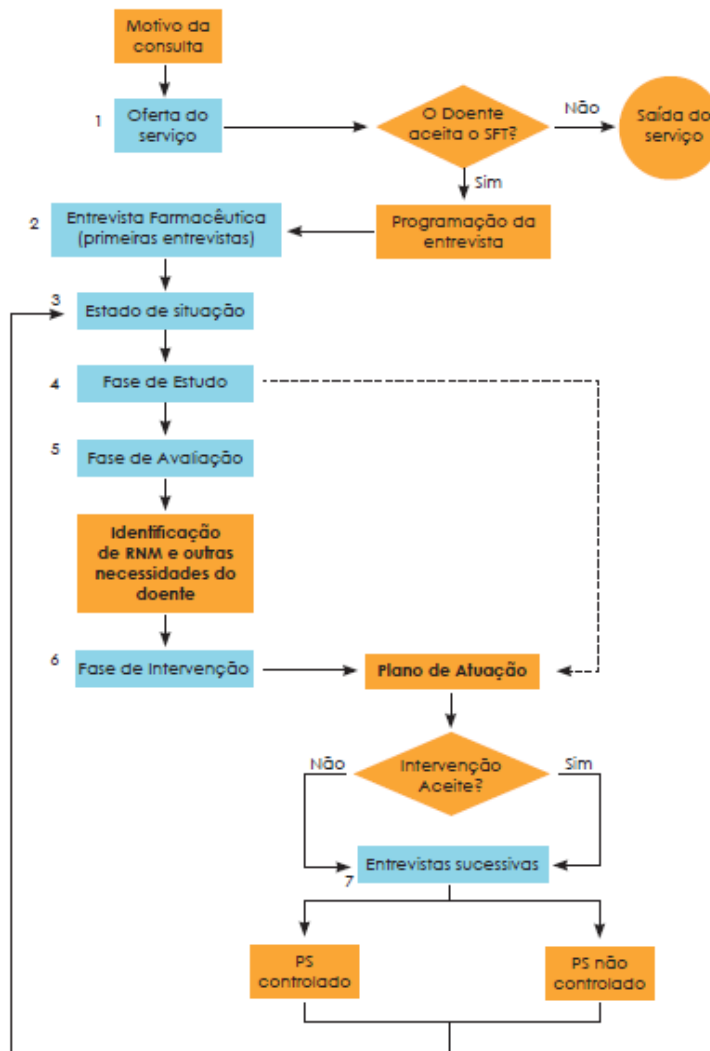 Motivo da
consulta
1
Oferta do
serviço
O Doente
aceita o SFT?
Não
Saída do
serviço
Sim
2
Entrevista Farmacêutica
(primeiras entrevistas)
Programação da
entrevista
3
Estado de situação
4
Fase de Estudo
5
Fase de Avaliação
Identificação
de RNM e outras
necessidades do
doente
6
Fase de Intervenção
Plano de Atuação
Não
Intervenção
Aceite?
Sim
Entrevistas sucessivas
7
PS
controlado
PS não
controlado